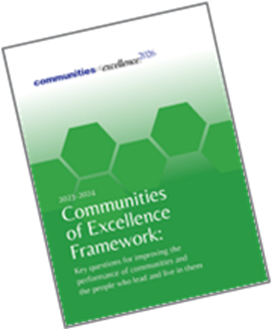 communities of excellence 2026
2023-2024
Communities
of Excellence
Framework:
Key questions for improving the
performance of communities and
the people who lead and live in them